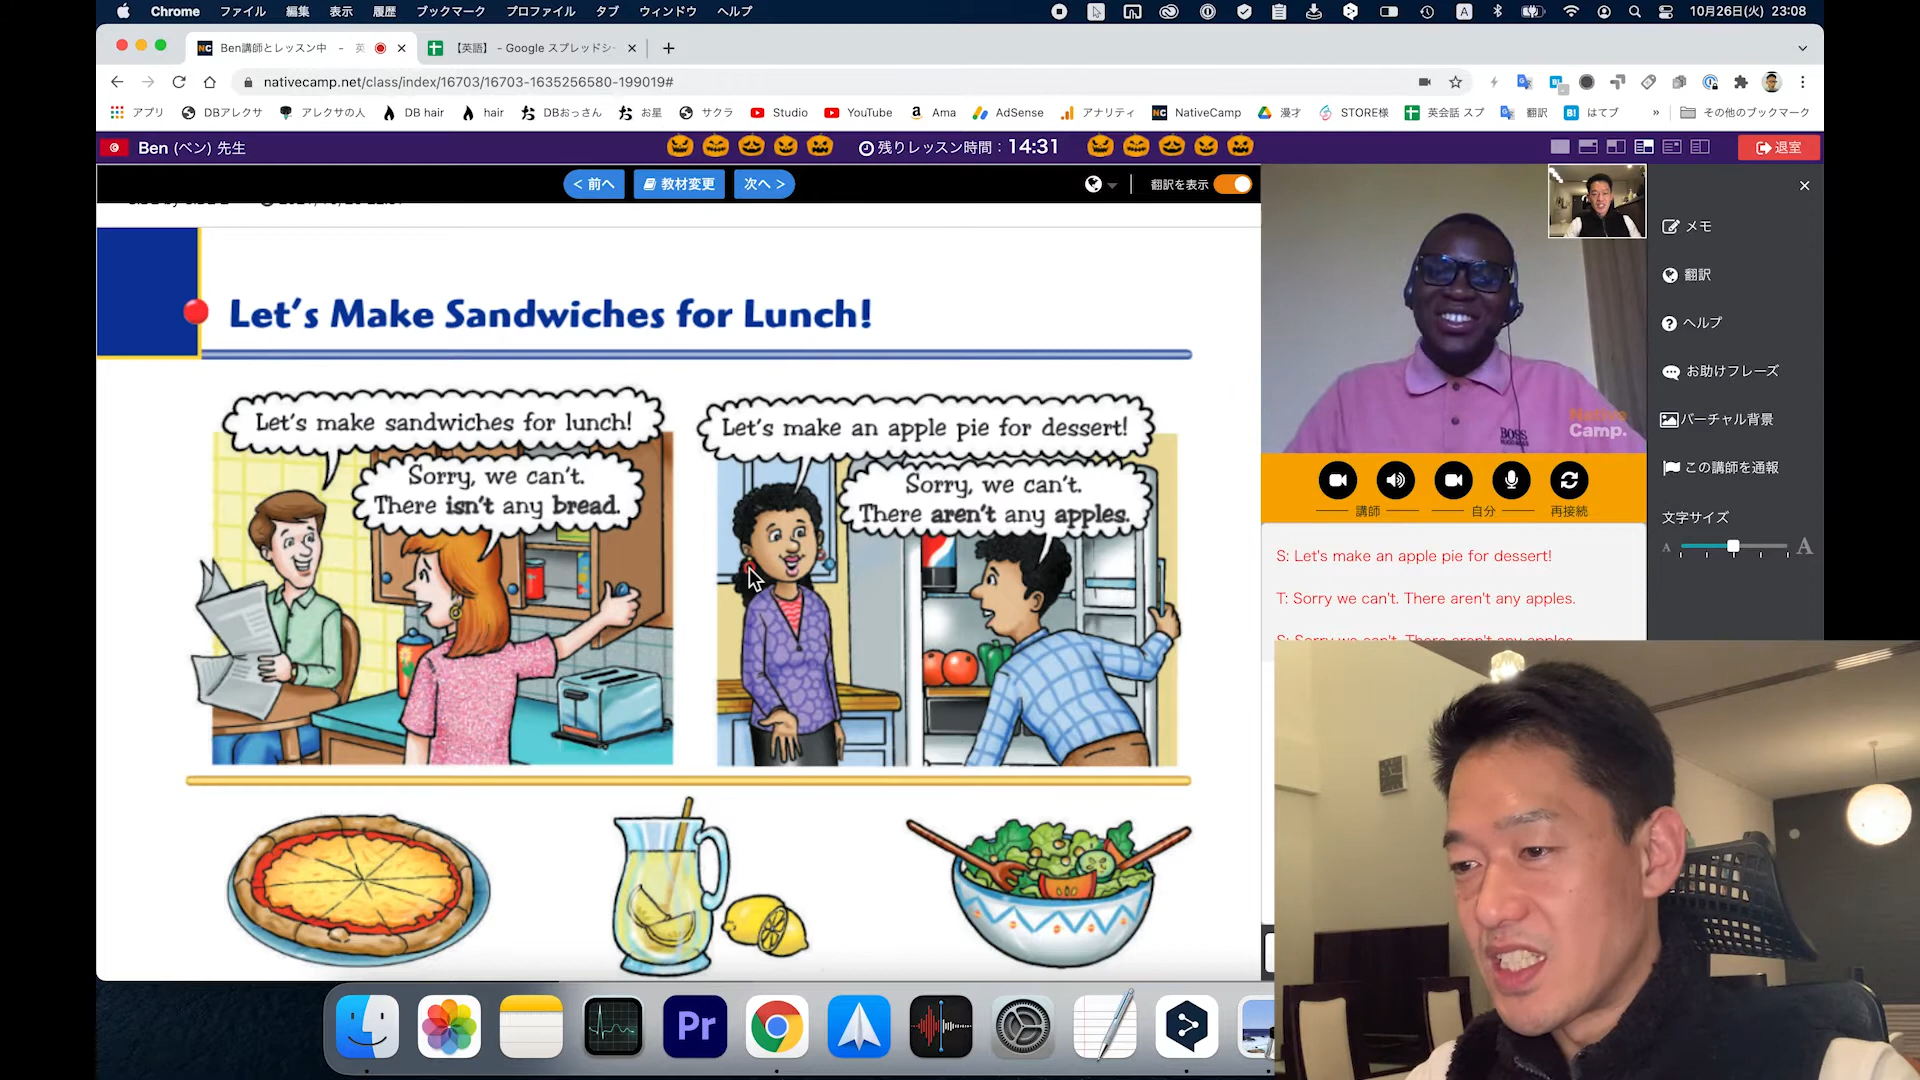 Chrome ファイル 編集 表示 履歴 ブックマーク プロファイル タブ ウィンドウ ヘルプ 10月26日(火) 23:08
Ben講師とレッスン中 - 英
【英語】 - Google スプレッドシ
nativecamp.net/class/index/16703/16703-1635256580-199019#
アプリ DBアレクサ アレクサの人 DB hair hair DBおっさん お星 サクラ Studio YouTube Ama AdSense アナリティ NativeCamp 漫才 STORE様 英会話 スプ 翻訳 はてブ » その他のブックマーク
Ben (ベン) 先生
残りレッスン時間： 14:31
退室
< 前へ
教材変更
次へ >
翻訳を表示
Let's Make Sandwiches for Lunch!
Let's make sandwiches for lunch!
Sorry, we can't.
There isn't any bread.
Let's make an apple pie for dessert!
Sorry, we can't.
There aren't any apples.
BOSS
Native
Camp.
講師
自分
再接続
S: Let's make an apple pie for dessert!
T: Sorry we can't. There aren't any apples.
S: Sorry we can't. There aren't any apples.
メモ
翻訳
ヘルプ
お助けフレーズ
バーチャル背景
この講師を通報
文字サイズ
A A
Pr